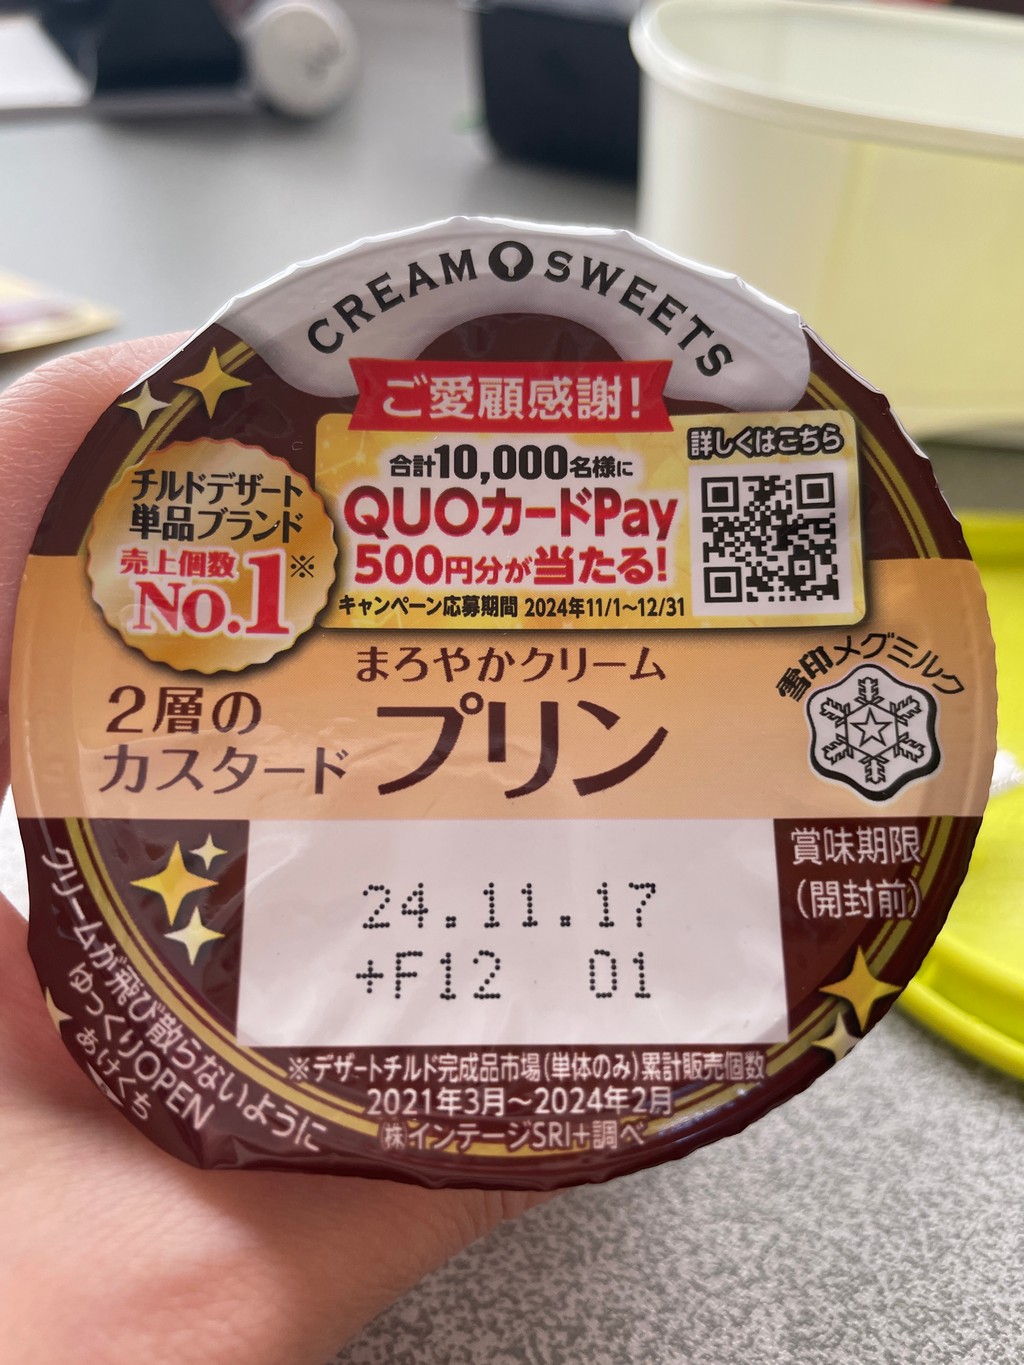 CREAM SWEETS
ご愛顧感謝!
合計10,000名様に
QUOカードPay
500円分が当たる!
キャンペーン応募期間 2024年11/1~12/31
詳しくはこちら
チルドデザート
単品ブランド
売上個数※
No.1
まろやかクリーム
2層の
カスタード
プリン
雪印メグミルク
24.11.17
+F12 01
賞味期限
(開封前)
クリームが飛び散らないように
ゆっくりOPEN
あけくち
※デザートチルド完成品市場(単体のみ)累計販売個数
2021年3月~2024年2月
㈱インテージSRI+調べ